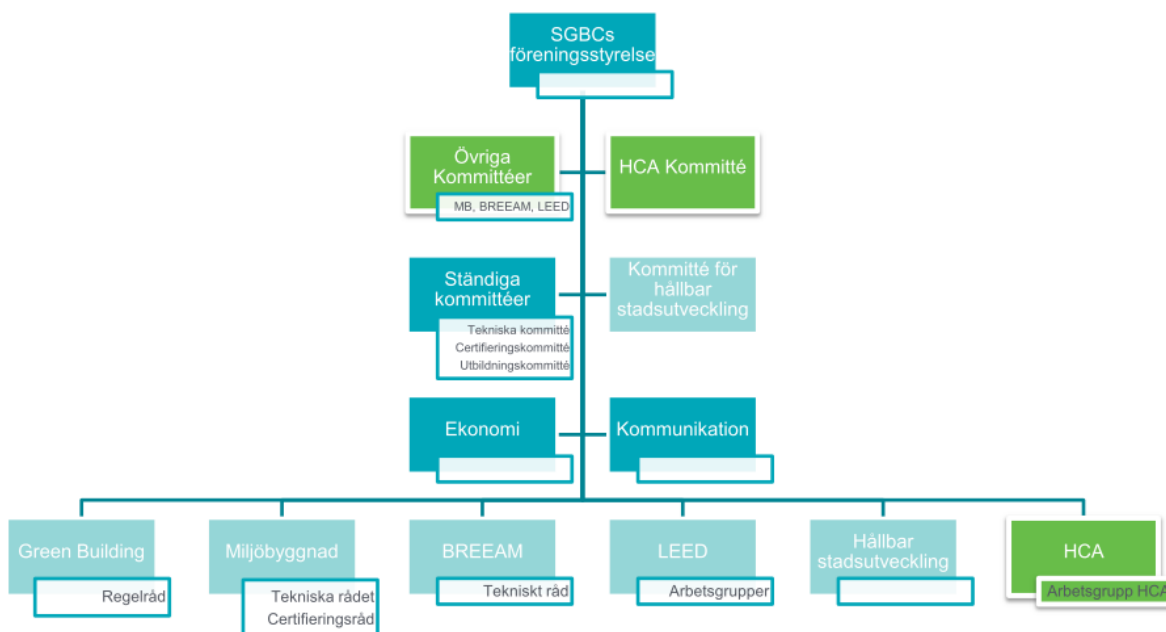 SGBCs
föreningsstyrelse
Övriga
Kommittéer
MB, BREEAM, LEED
HCA Kommitté
Ständiga
kommittéer
Tekniska kommitté
Certifieringskommitté
Utbildningskommitté
Kommitté för
hållbar
stadsutveckling
Ekonomi
Kommunikation
Green Building
Regelråd
Miljöbyggnad
Tekniska rådet
Certifieringsråd
BREEAM
Tekniskt råd
LEED
Arbetsgrupper
Hållbar
stadsutveckling
HCA
Arbetsgrupp HCA